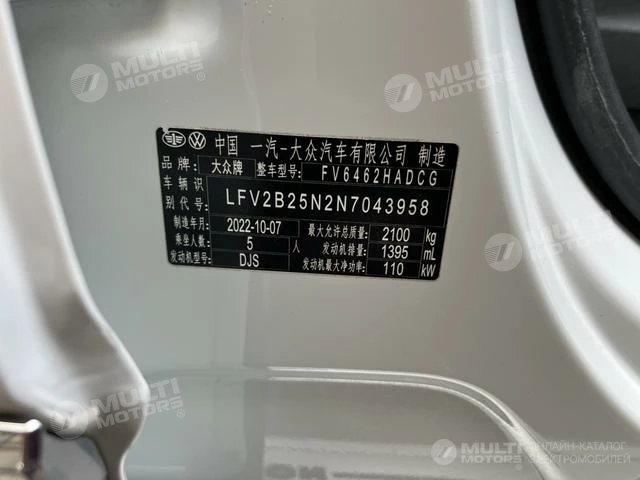 中国 一汽-大众汽车有限公司 制造
品牌: 大众牌 整车型号: FV6462HADCG
车辆识别代号: LFV2B25N2N7043958
制造年月 2022-10-07 最大允许总质量: 2100 kg
乘坐人数: 5 人 发动机排量: 1395 mL
发动机型号: DJS 发动机最大净功率: 110 kW
MULTI MOTORS®
MULTI MOTORS®
MULTI MOTORS®
MULTI MOTORS®
MULTI MOTORS
ОНЛАЙН-КАТАЛОГ
ЭЛЕКТРОМОБИЛЕЙ